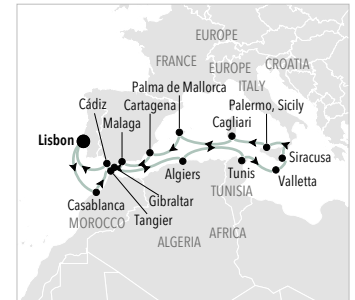 EUROPE
FRANCE
EUROPE
CROATIA
ITALY
Palma de Mallorca
Cádiz
Cartagena
Palermo, Sicily
Malaga
Cagliari
Lisbon
Siracusa
Algiers
Tunis
Valletta
TUNISIA
Gibraltar
Casablanca
Tangier
MOROCCO
ALGERIA
AFRICA